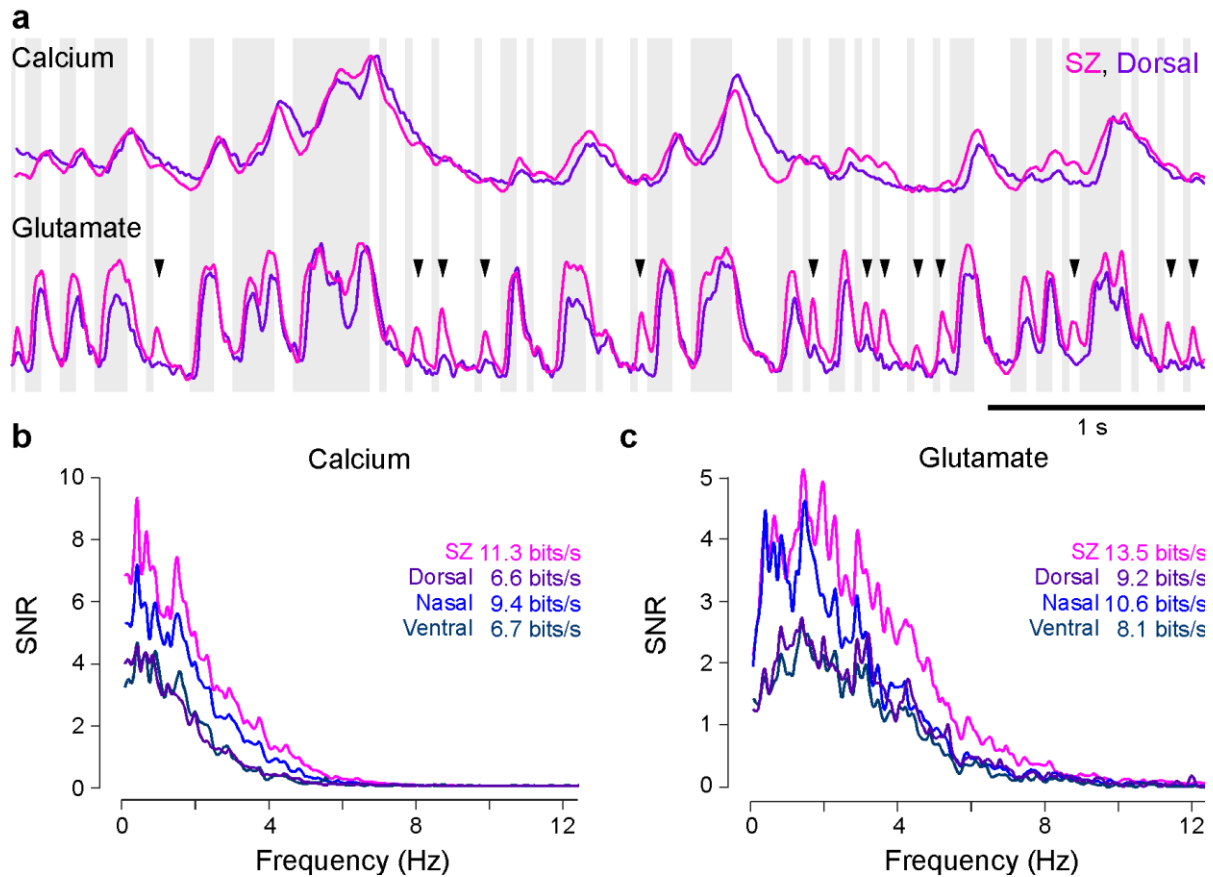 a
Calcium
SZ, Dorsal
Glutamate
1 s
b
Calcium
10
8
6
4
2
0
SNR
SZ 11.3 bits/s
Dorsal 6.6 bits/s
Nasal 9.4 bits/s
Ventral 6.7 bits/s
0 4 8 12
Frequency (Hz)
c
Glutamate
5
4
3
2
1
0
SNR
SZ 13.5 bits/s
Dorsal 9.2 bits/s
Nasal 10.6 bits/s
Ventral 8.1 bits/s
0 4 8 12
Frequency (Hz)